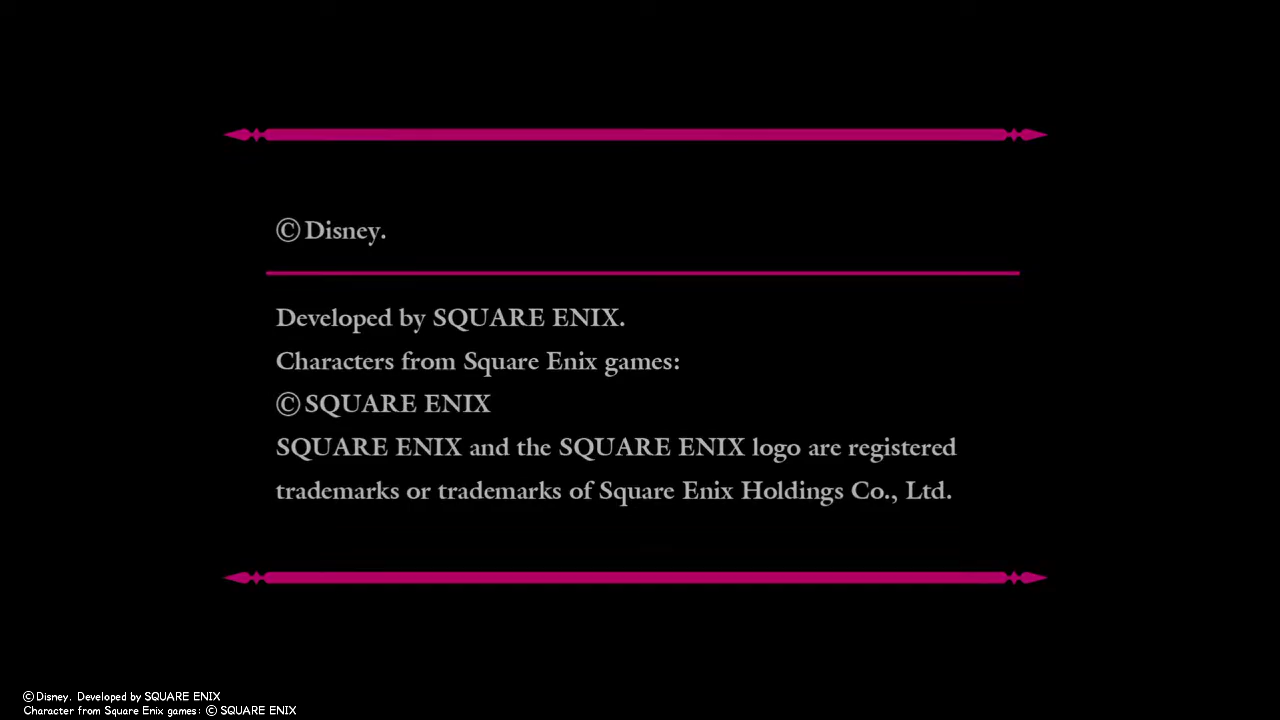 © Disney.
Developed by SQUARE ENIX.
Characters from Square Enix games:
© SQUARE ENIX
SQUARE ENIX and the SQUARE ENIX logo are registered
trademarks or trademarks of Square Enix Holdings Co., Ltd.
© Disney. Developed by SQUARE ENIX
Character from Square Enix games: © SQUARE ENIX